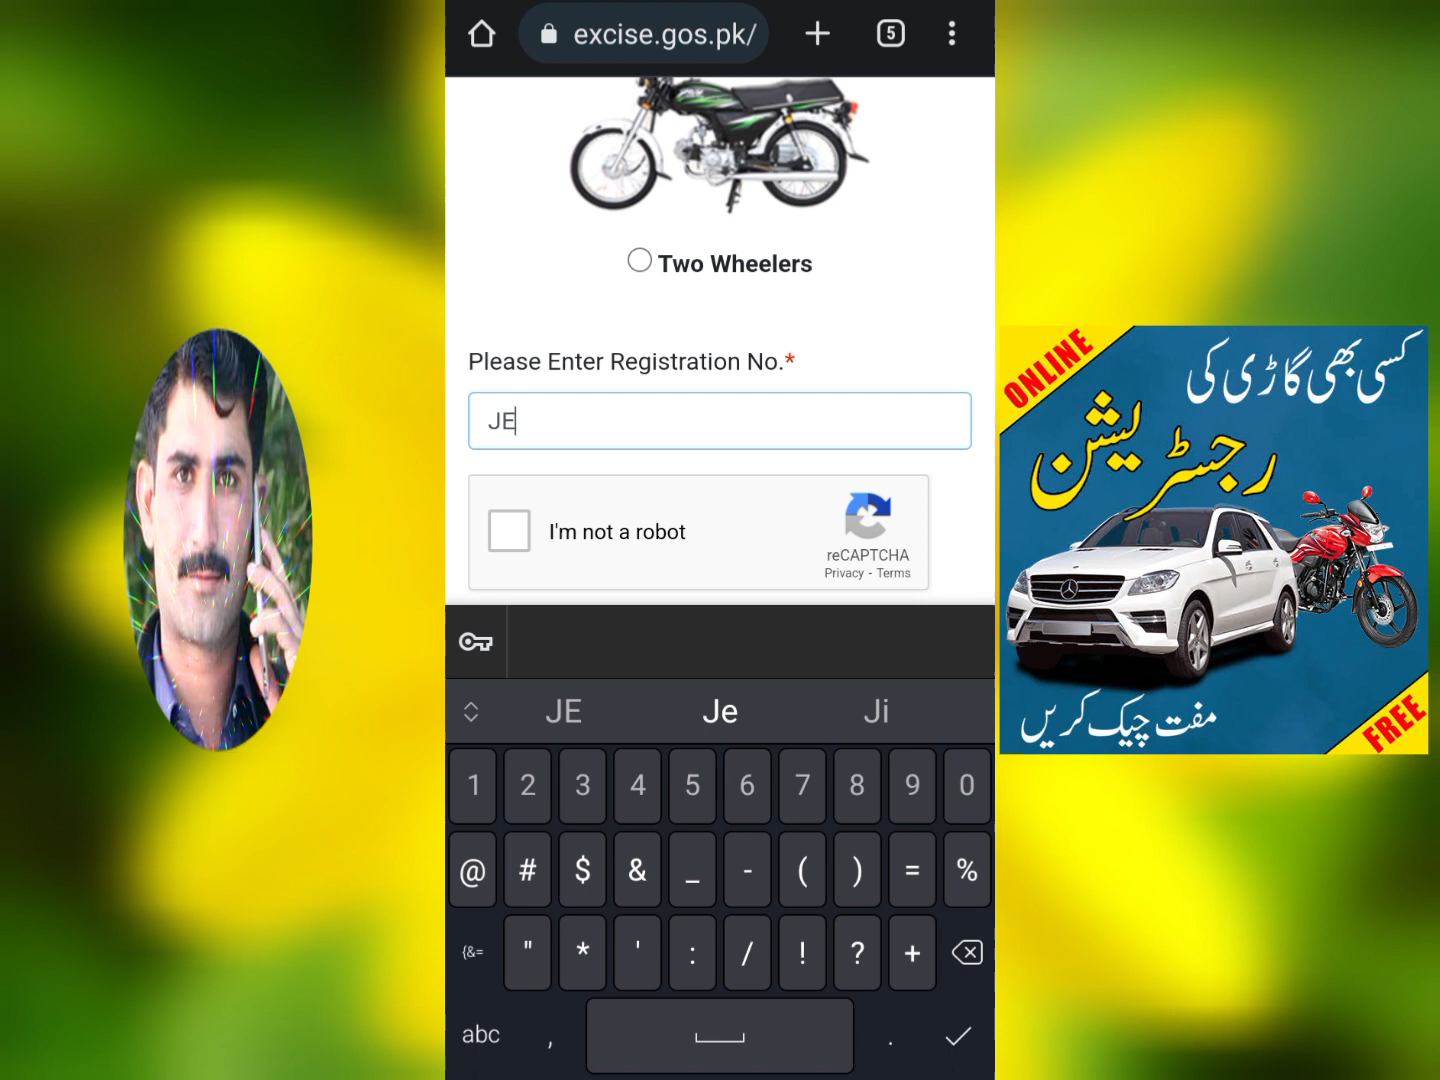 excise.gos.pk/
5
Two Wheelers
Please Enter Registration No.*
JE
I'm not a robot
reCAPTCHA
Privacy - Terms
JE Je Ji
1 2 3 4 5 6 7 8 9 0
@ # $ & _ - ( ) = %
{&= " * ' : / ! ? +
abc , .
ONLINE
کسی بھی گاڑی کی
رجسٹریشن
مفت چیک کریں
FREE